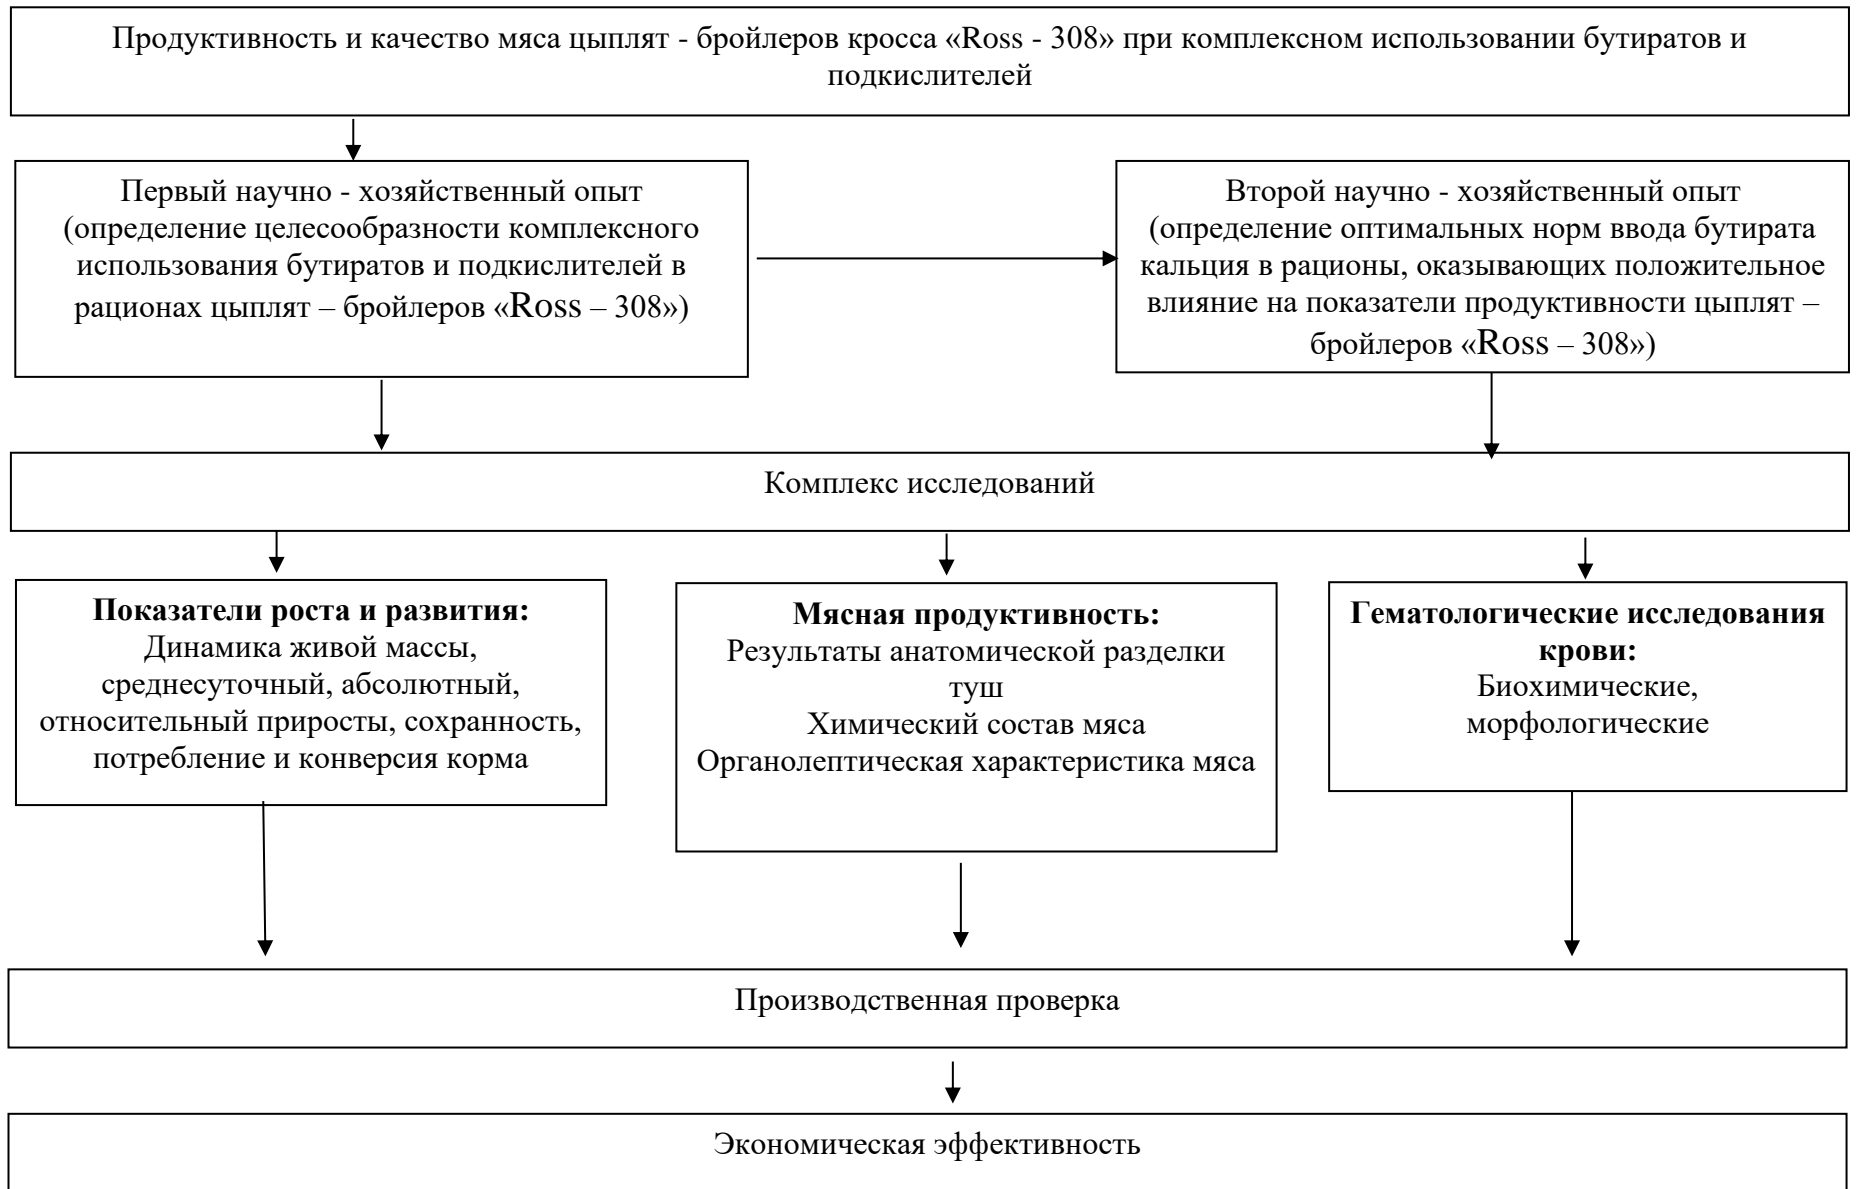 Продуктивность и качество мяса цыплят - бройлеров кросса «Ross - 308» при комплексном использовании бутиратов и
подкислителей
Первый научно - хозяйственный опыт
(определение целесообразности комплексного
использования бутиратов и подкислителей в
рационах цыплят – бройлеров «Ross – 308»)
Второй научно - хозяйственный опыт
(определение оптимальных норм ввода бутирата
кальция в рационы, оказывающих положительное
влияние на показатели продуктивности цыплят –
бройлеров «Ross – 308»)
Комплекс исследований
Показатели роста и развития:
Динамика живой массы,
среднесуточный, абсолютный,
относительный приросты, сохранность,
потребление и конверсия корма
Мясная продуктивность:
Результаты анатомической разделки
туш
Химический состав мяса
Органолептическая характеристика мяса
Гематологические исследования
крови:
Биохимические,
морфологические
Производственная проверка
Экономическая эффективность